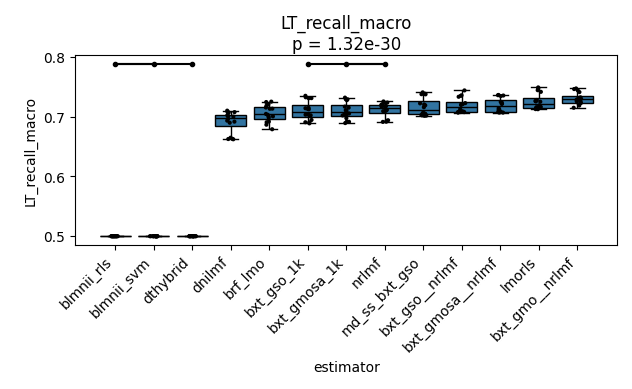 LT_recall_macro
p = 1.32e-30
LT_recall_macro
0.8
0.7
0.6
0.5
blmnii_rls
blmnii_svm
dthybrid
dnilmf
brf_lmo
bxt_gso_1k
bxt_gmosa_1k
nrlmf
md_ss_bxt_gso
bxt_gso__nrlmf
bxt_gmosa__nrlmf
lmorls
bxt_gmo__nrlmf
estimator